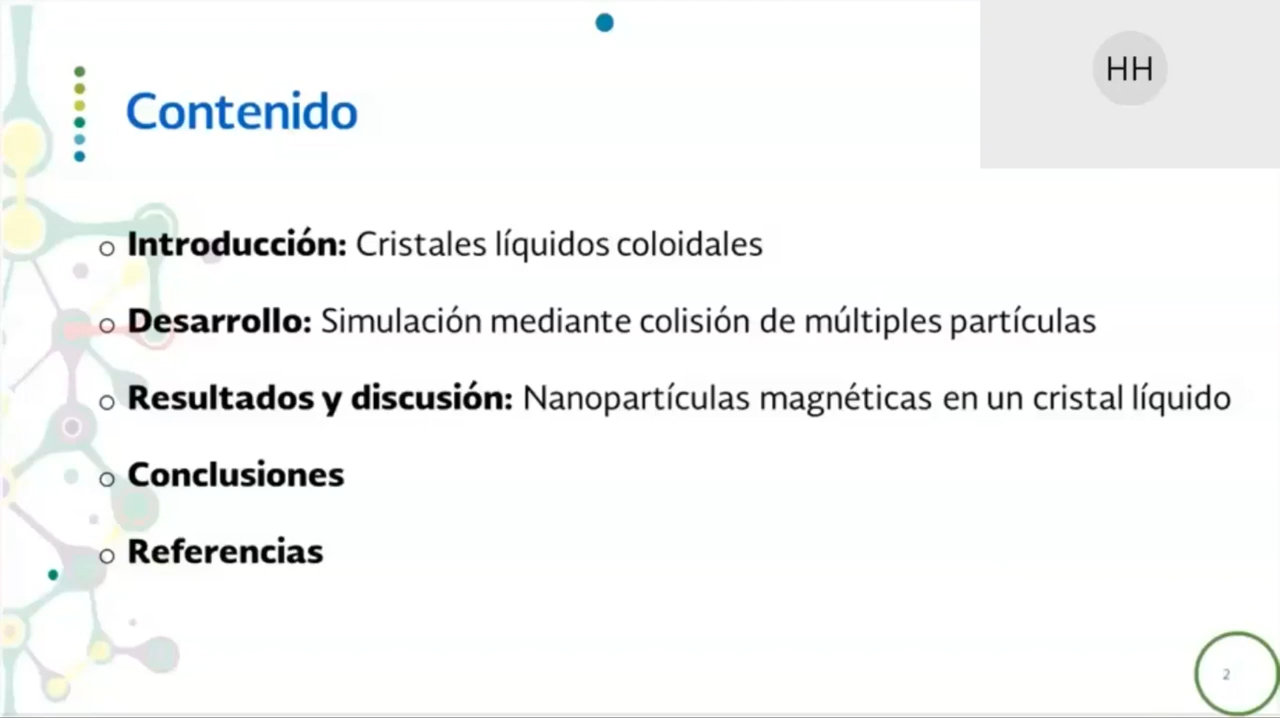 HH
Contenido
Introducción: Cristales líquidos coloidales
Desarrollo: Simulación mediante colisión de múltiples partículas
Resultados y discusión: Nanopartículas magnéticas en un cristal líquido
Conclusiones
Referencias
2